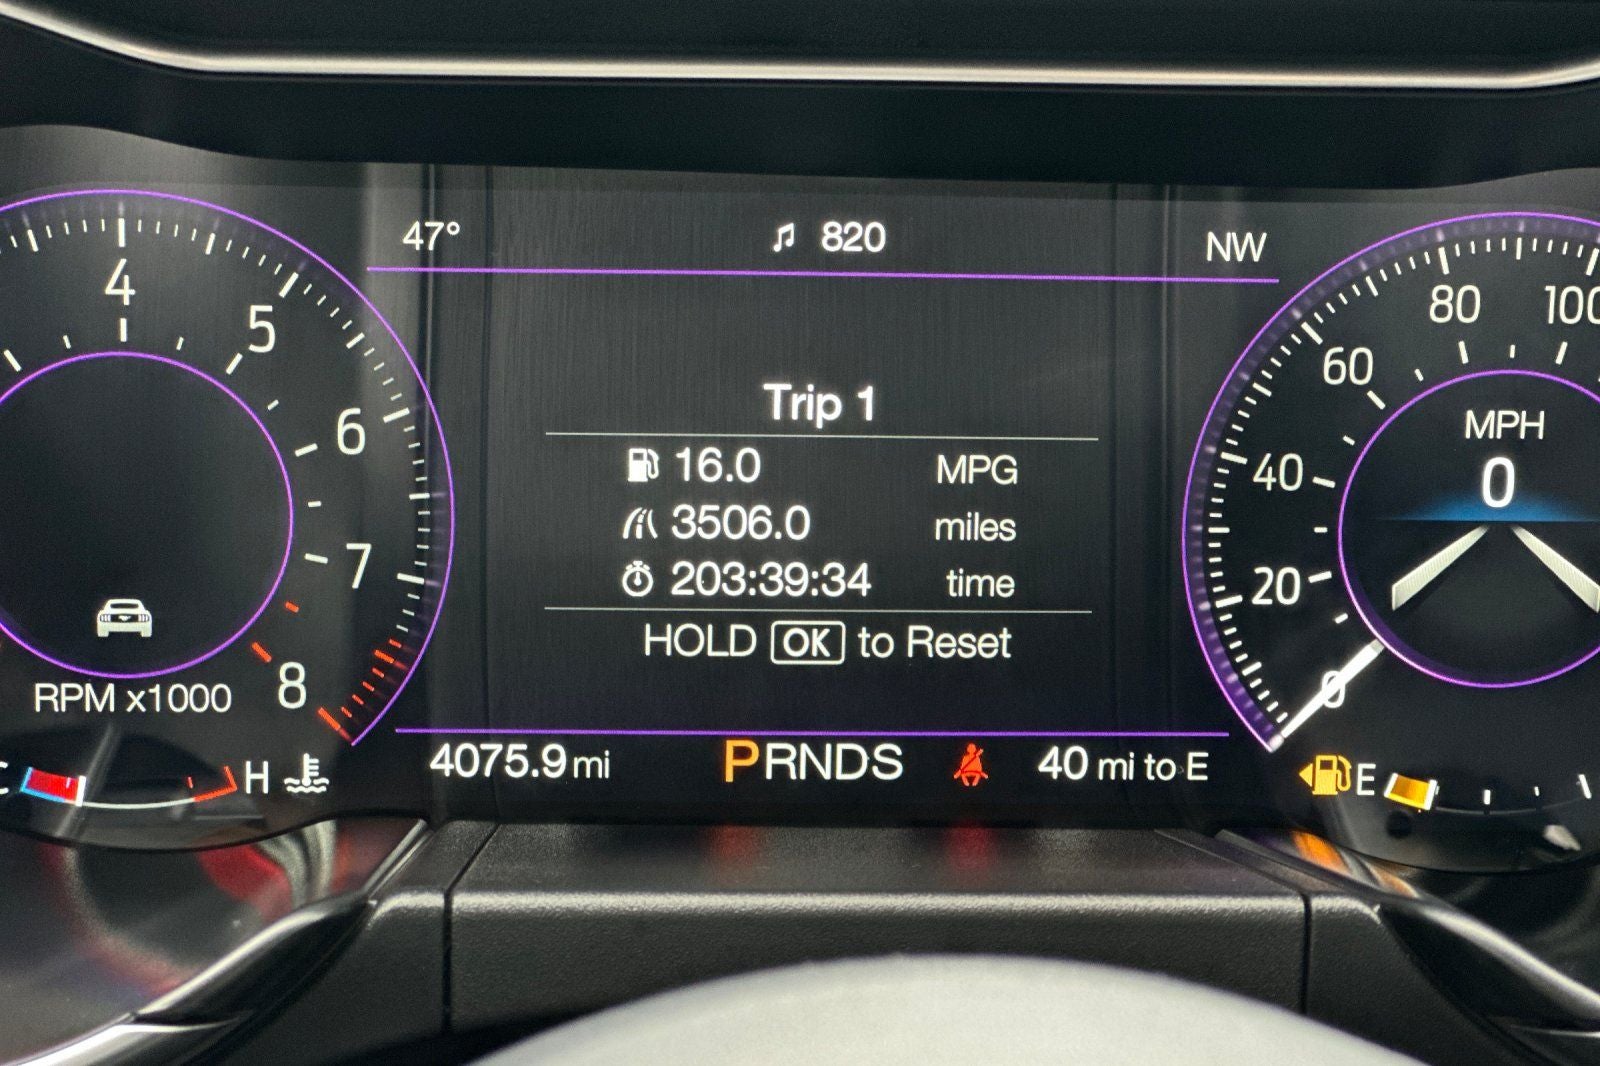 47° 820 NW
4 5 6 7 8
RPM x1000
C H
Trip 1
16.0 MPG
3506.0 miles
203:39:34 time
HOLD OK to Reset
4075.9 mi PRNDS 40 mi to E
0 20 40 60 80 100
MPH
0
E